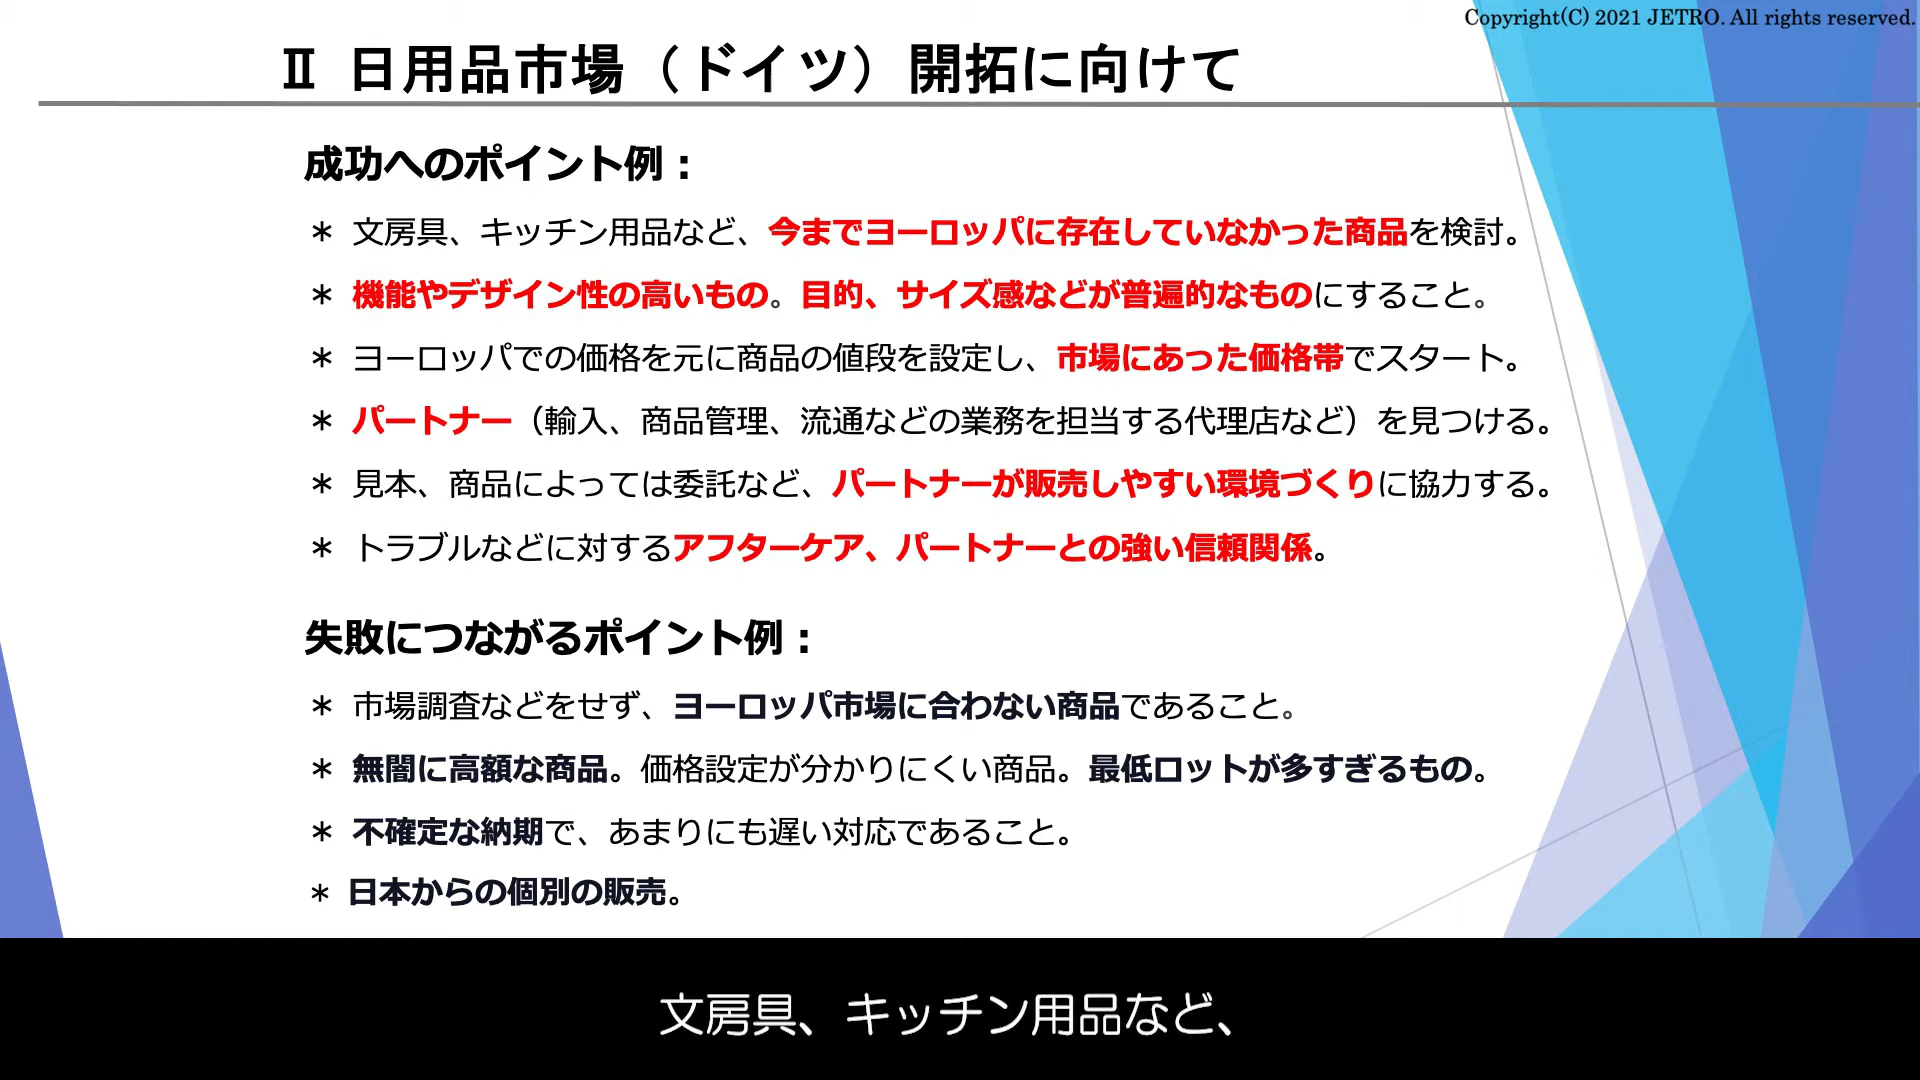 Copyright(C) 2021 JETRO. All rights reserved.
Ⅱ 日用品市場（ドイツ）開拓に向けて
成功へのポイント例：
＊ 文房具、キッチン用品など、今までヨーロッパに存在していなかった商品を検討。
＊ 機能やデザイン性の高いもの。目的、サイズ感などが普遍的なものにすること。
＊ ヨーロッパでの価格を元に商品の値段を設定し、市場にあった価格帯でスタート。
＊ パートナー（輸入、商品管理、流通などの業務を担当する代理店など）を見つける。
＊ 見本、商品によっては委託など、パートナーが販売しやすい環境づくりに協力する。
＊ トラブルなどに対するアフターケア、パートナーとの強い信頼関係。
失敗につながるポイント例：
＊ 市場調査などをせず、ヨーロッパ市場に合わない商品であること。
＊ 無闇に高額な商品。価格設定が分かりにくい商品。最低ロットが多すぎるもの。
＊ 不確定な納期で、あまりにも遅い対応であること。
＊ 日本からの個別の販売。
文房具、キッチン用品など、